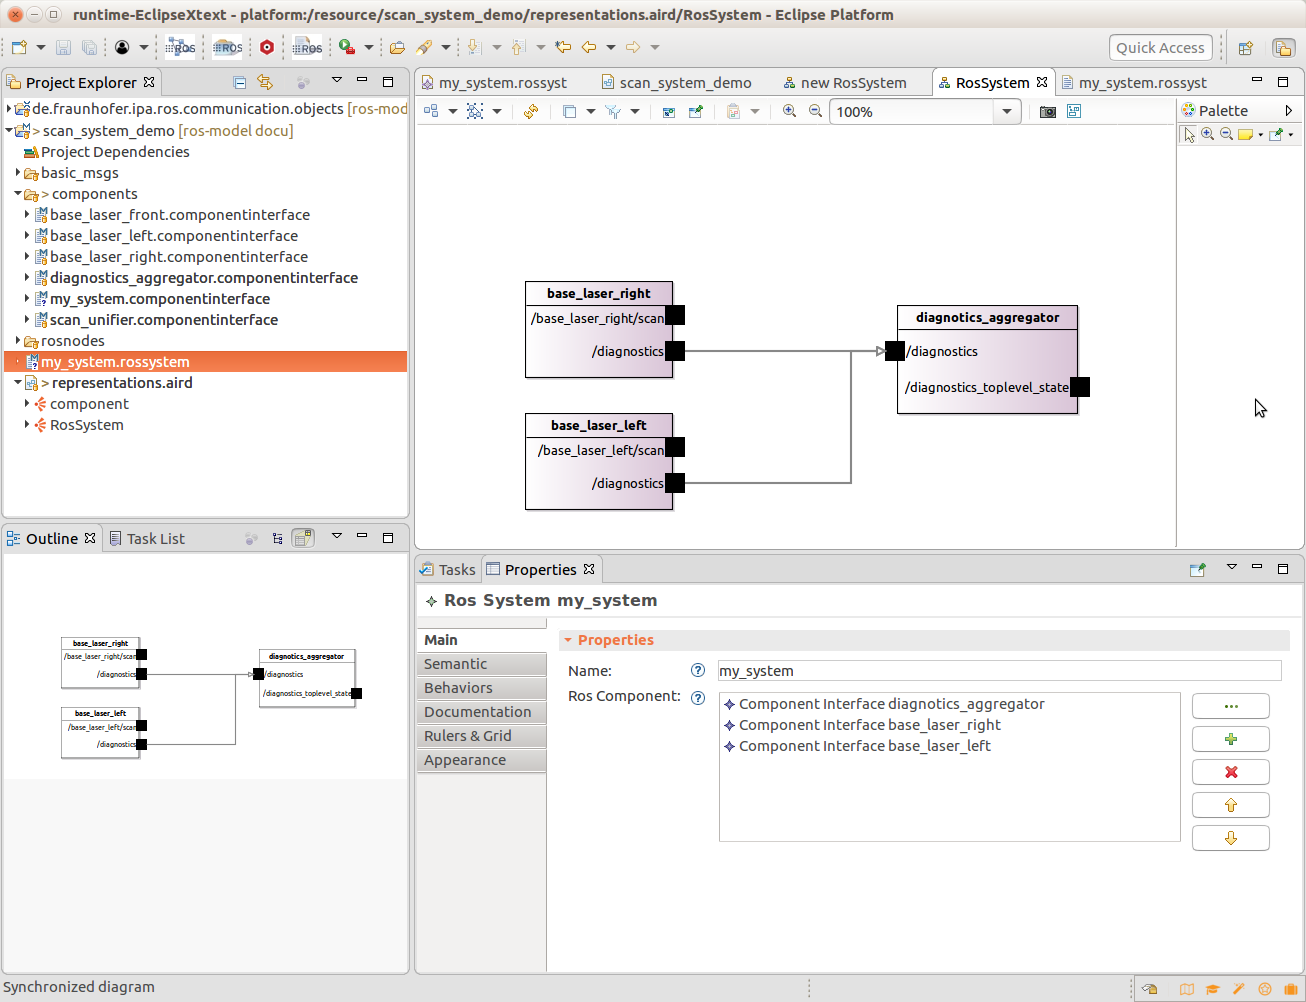 runtime-EclipseXtext - platform:/resource/scan_system_demo/representations.aird/RosSystem - Eclipse Platform
ROS
ROS
ROS
Quick Access
Project Explorer
de.fraunhofer.ipa.ros.communication.objects [ros-mod
> scan_system_demo [ros-model docu]
Project Dependencies
basic_msgs
> components
base_laser_front.componentinterface
base_laser_left.componentinterface
base_laser_right.componentinterface
diagnostics_aggregator.componentinterface
my_system.componentinterface
scan_unifier.componentinterface
rosnodes
my_system.rossystem
> representations.aird
component
RosSystem
my_system.rossyst
scan_system_demo
new RosSystem
RosSystem
my_system.rossyst
100%
Palette
base_laser_right
/base_laser_right/scan
/diagnostics
base_laser_left
/base_laser_left/scan
/diagnostics
diagnotics_aggregator
/diagnostics
/diagnostics_toplevel_state
Outline
Task List
base_laser_right
/base_laser_right/scan
/diagnostics
base_laser_left
/base_laser_left/scan
/diagnostics
diagnotics_aggregator
/diagnostics
/diagnostics_toplevel_state
Tasks
Properties
Ros System my_system
Main
Semantic
Behaviors
Documentation
Rulers & Grid
Appearance
Properties
Name:
my_system
Ros Component:
Component Interface diagnotics_aggregator
Component Interface base_laser_right
Component Interface base_laser_left
Synchronized diagram